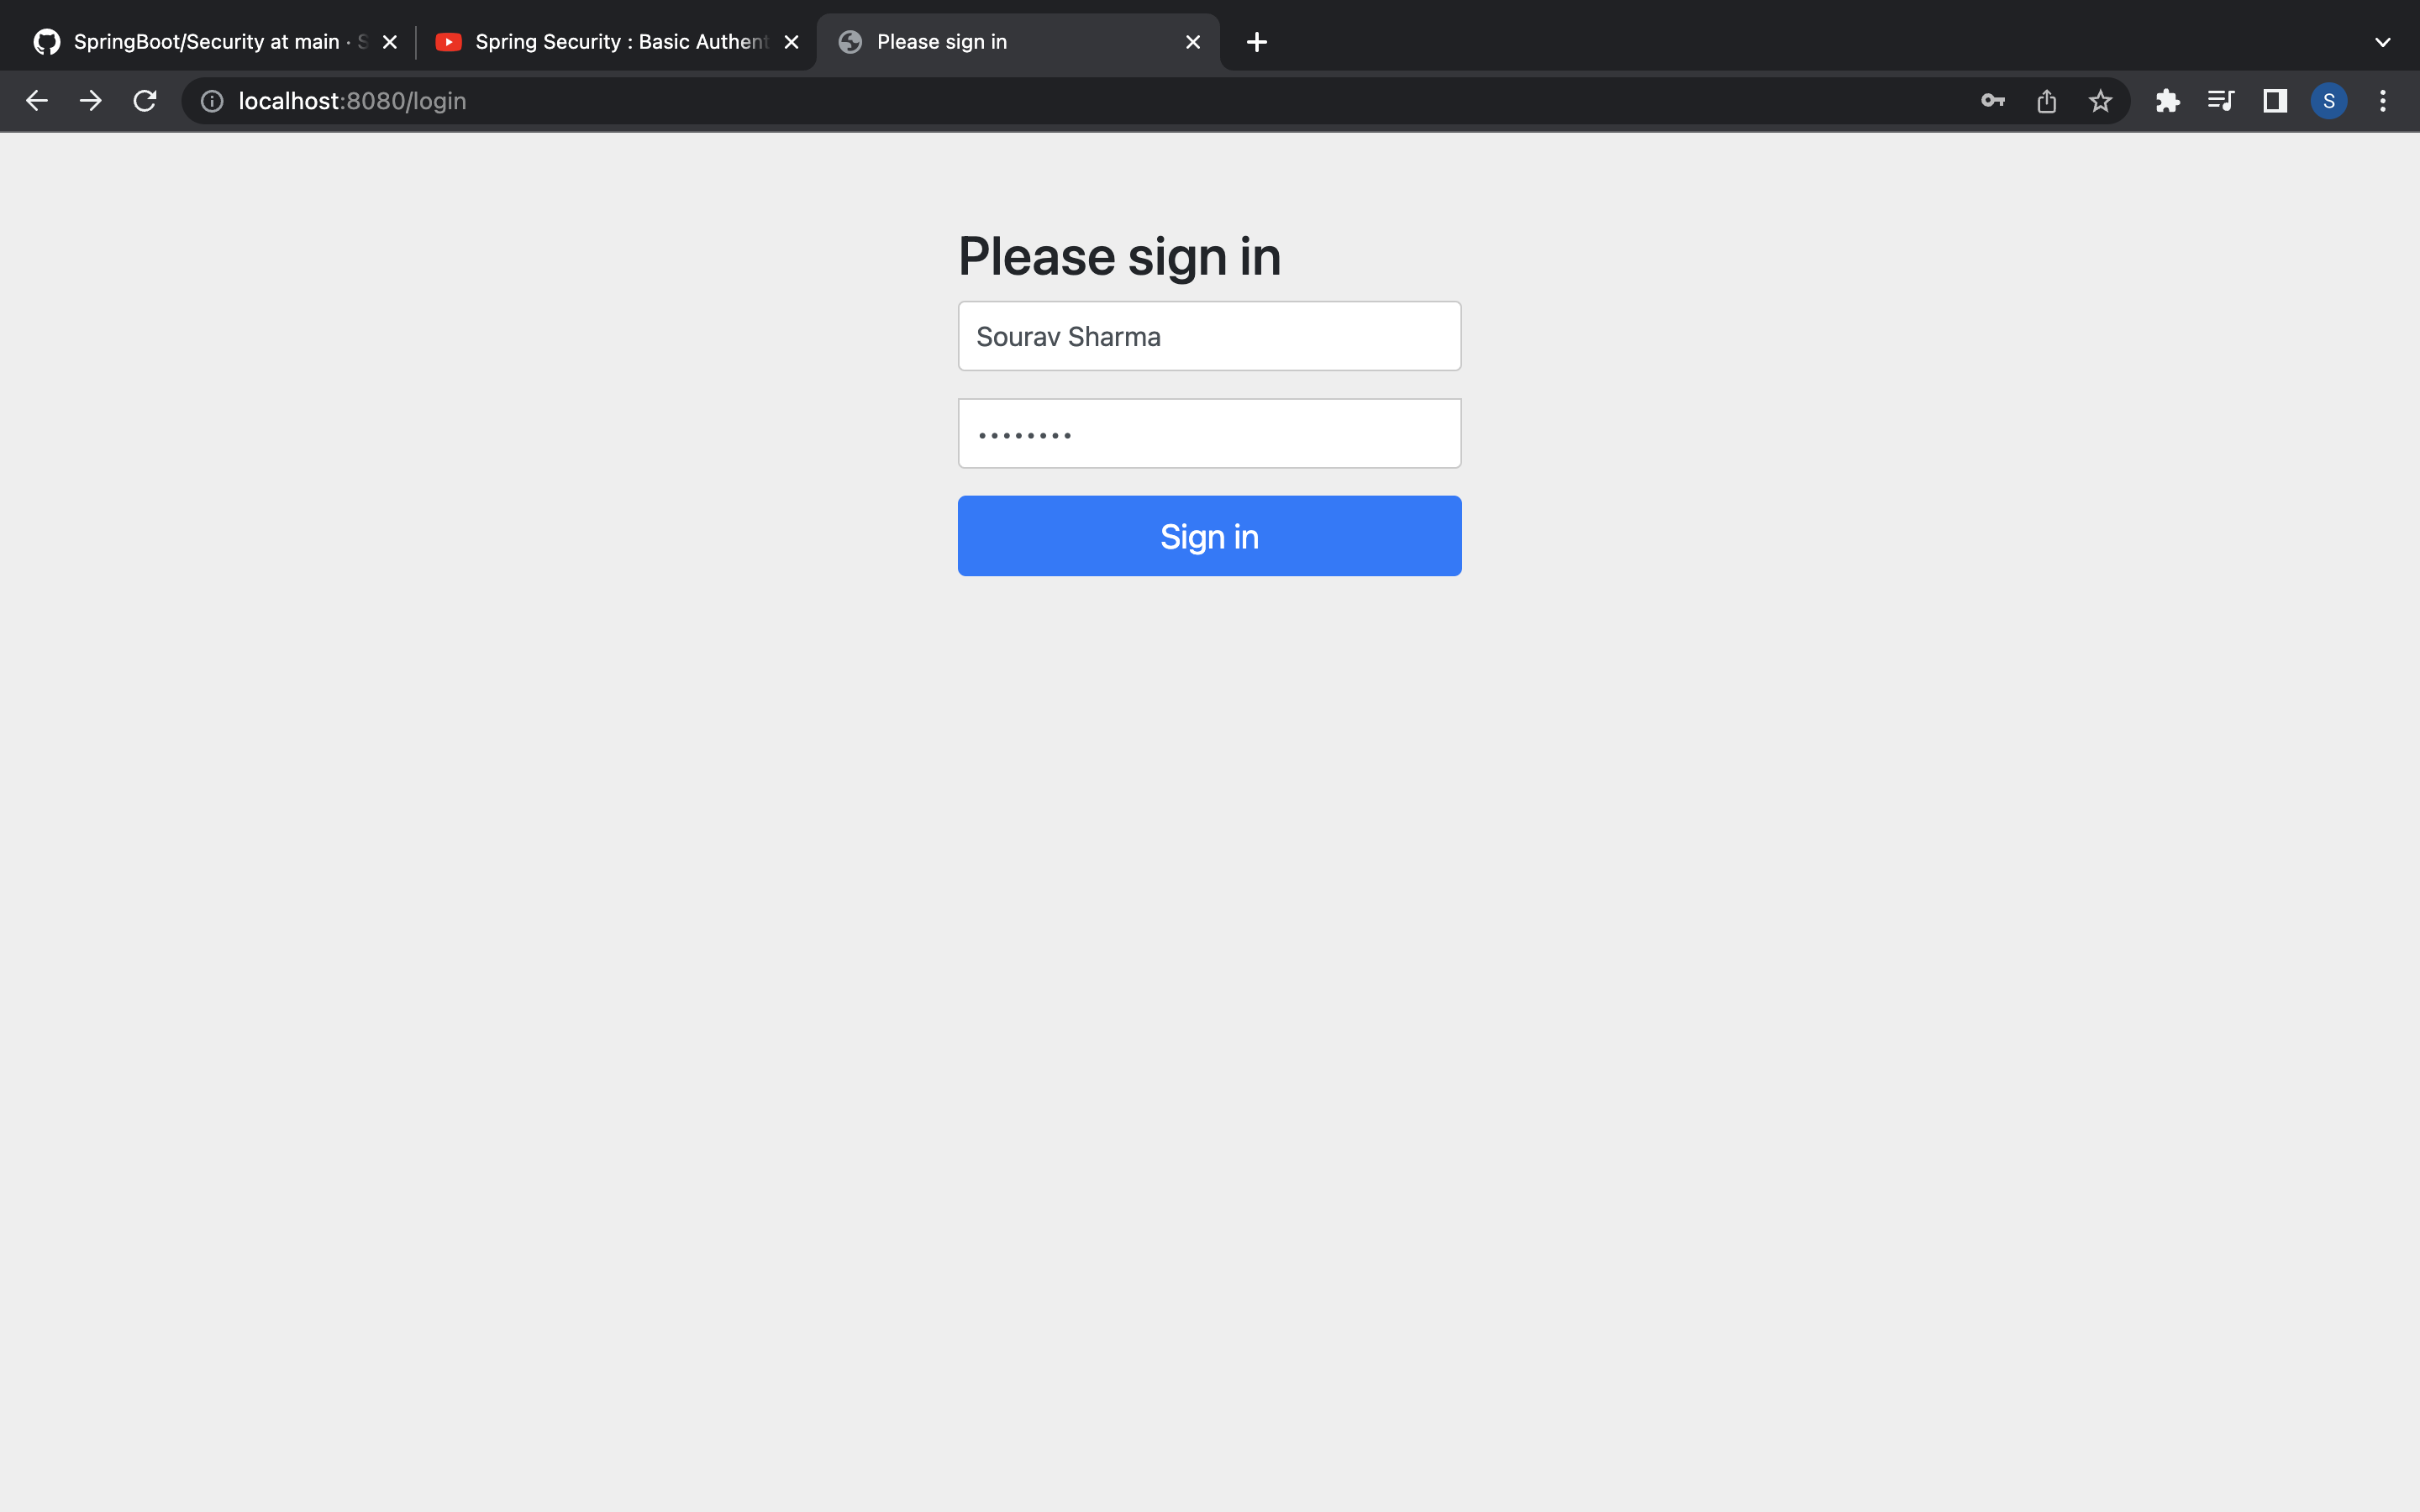 SpringBoot/Security at main · S
Spring Security : Basic Authent
Please sign in
localhost:8080/login
S
Please sign in
Sourav Sharma
••••••••
Sign in